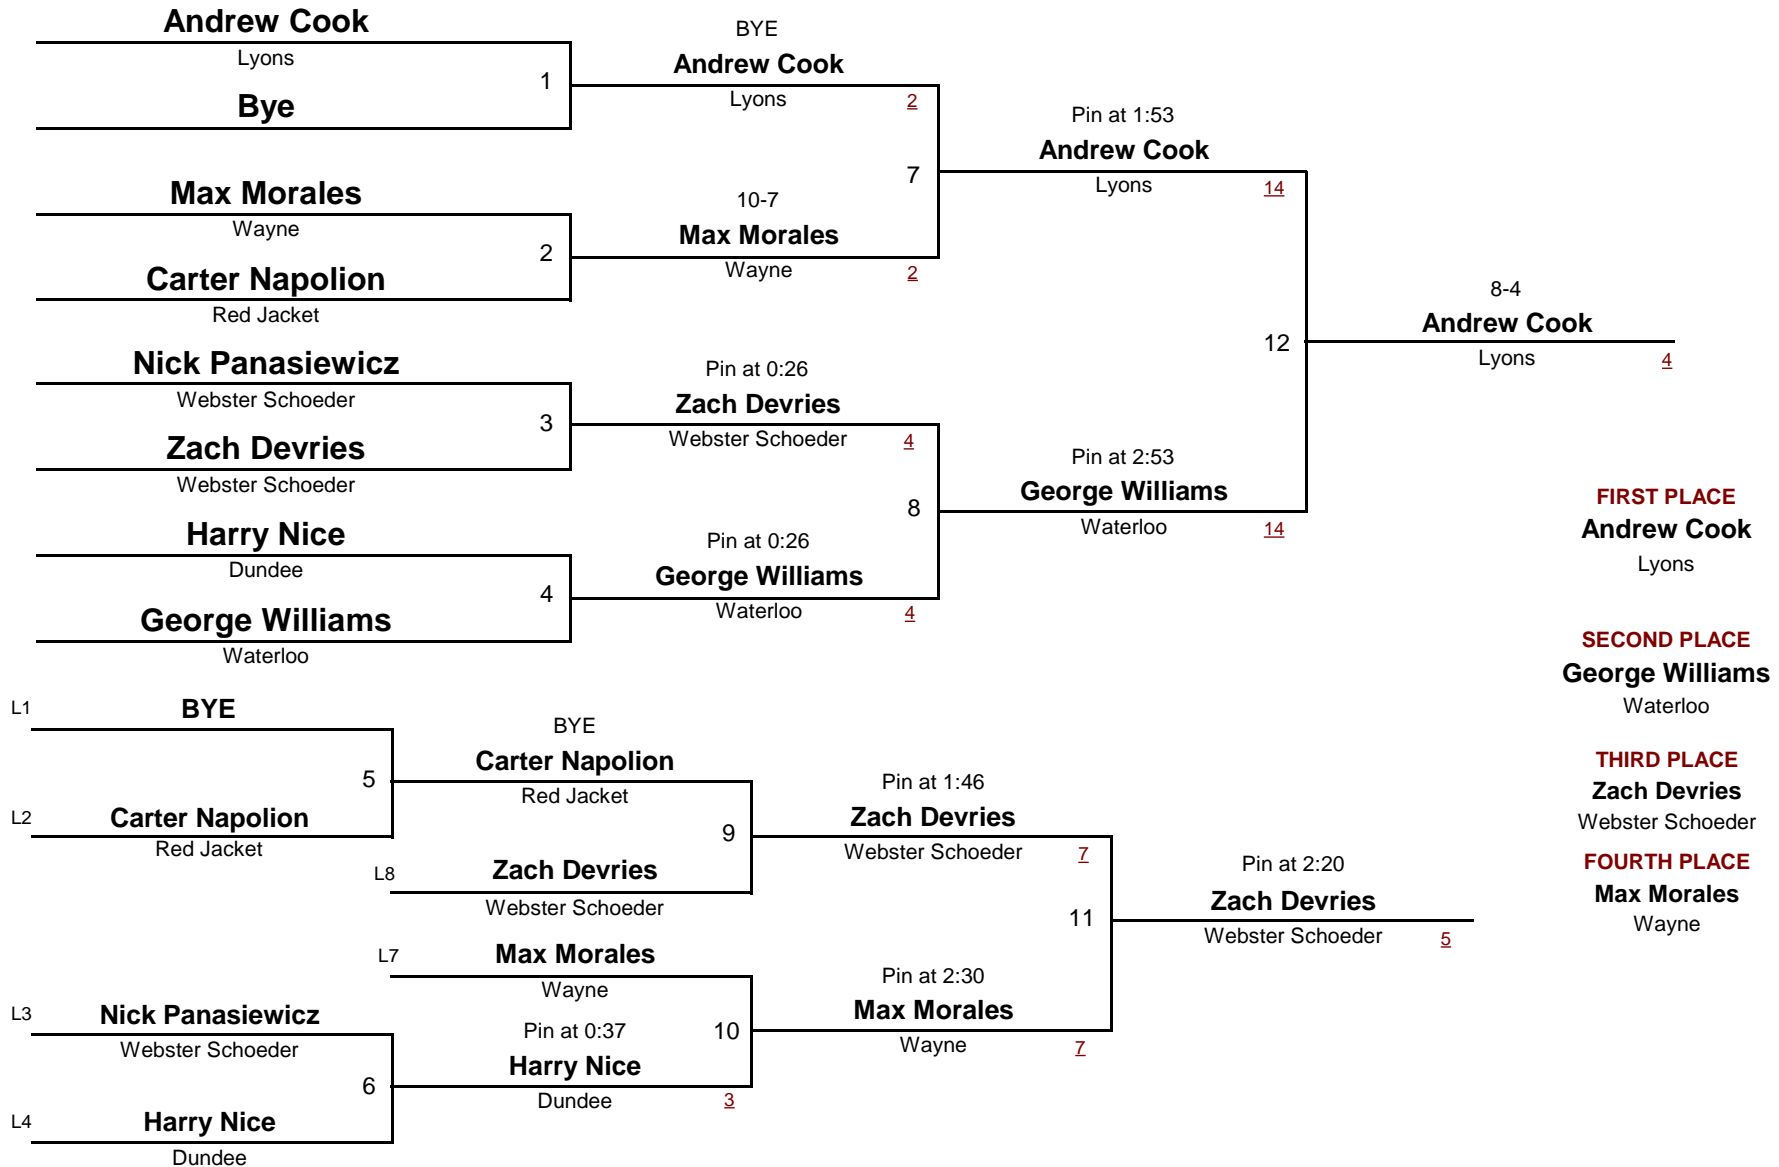 Andrew Cook
Lyons
1
Bye
Max Morales
Wayne
2
Carter Napolion
Red Jacket
Nick Panasiewicz
Webster Schoeder
3
Zach Devries
Webster Schoeder
Harry Nice
Dundee
4
George Williams
Waterloo
BYE
Andrew Cook
Lyons 2
7
10-7
Max Morales
Wayne 2
Pin at 0:26
Zach Devries
Webster Schoeder 4
8
Pin at 0:26
George Williams
Waterloo 4
Pin at 1:53
Andrew Cook
Lyons 14
12
Pin at 2:53
George Williams
Waterloo 14
8-4
Andrew Cook
Lyons 4
FIRST PLACE
Andrew Cook
Lyons
SECOND PLACE
George Williams
Waterloo
THIRD PLACE
Zach Devries
Webster Schoeder
FOURTH PLACE
Max Morales
Wayne
L1 BYE
5
L2 Carter Napolion
Red Jacket
L3 Nick Panasiewicz
Webster Schoeder
6
L4 Harry Nice
Dundee
BYE
Carter Napolion
Red Jacket
9
L8 Zach Devries
Webster Schoeder
L7 Max Morales
Wayne
10
Pin at 0:37
Harry Nice
Dundee 3
Pin at 1:46
Zach Devries
Webster Schoeder 7
11
Pin at 2:30
Max Morales
Wayne 7
Pin at 2:20
Zach Devries
Webster Schoeder 5